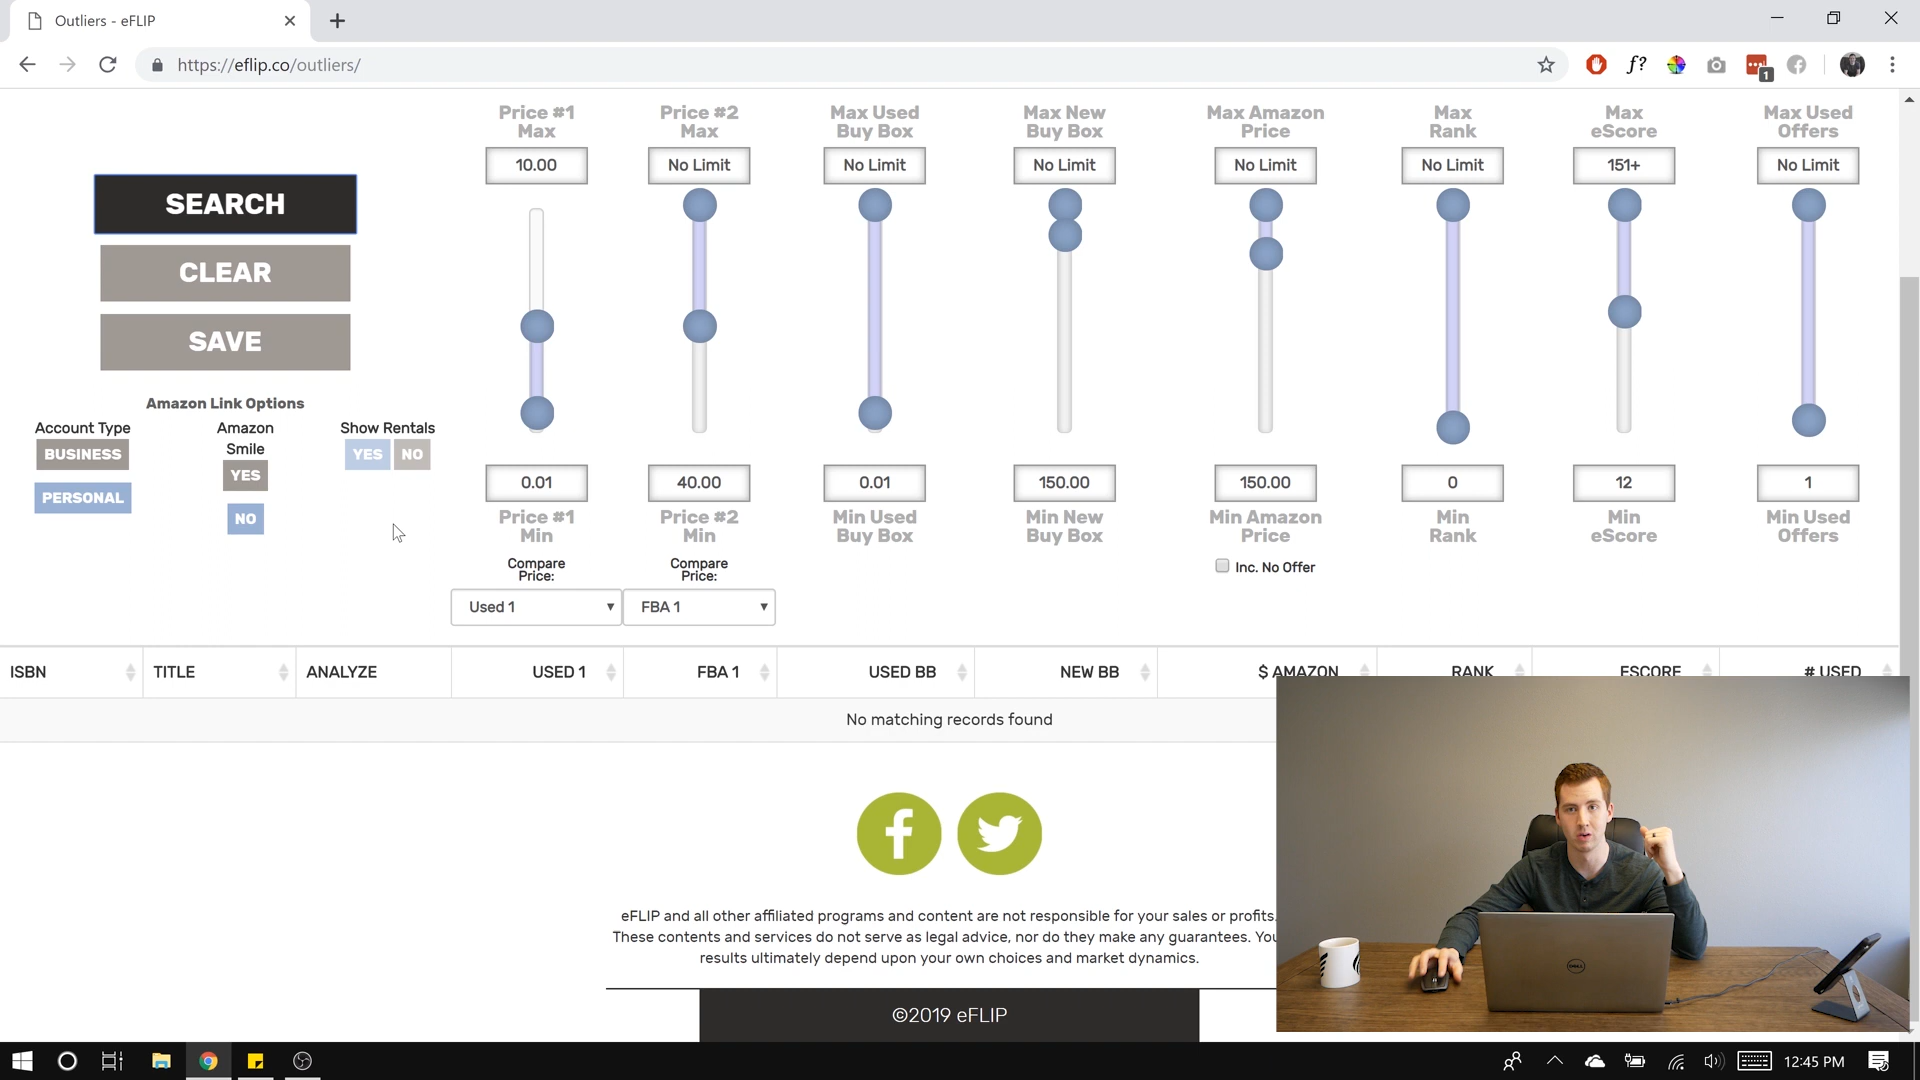 Outliers - eFLIP
https://eflip.co/outliers/
f?
1
SEARCH
CLEAR
SAVE
Amazon Link Options
Account Type
BUSINESS
PERSONAL
Amazon
Smile
YES
NO
Show Rentals
YES NO
Price #1
Max
10.00
0.01
Price #1
Min
Compare
Price:
Used 1
Price #2
Max
No Limit
40.00
Price #2
Min
Compare
Price:
FBA 1
Max Used
Buy Box
No Limit
0.01
Min Used
Buy Box
Max New
Buy Box
No Limit
150.00
Min New
Buy Box
Max Amazon
Price
No Limit
150.00
Min Amazon
Price
Inc. No Offer
Max
Rank
No Limit
0
Min
Rank
Max
eScore
151+
12
Min
eScore
Max Used
Offers
No Limit
1
Min Used
Offers
ISBN TITLE ANALYZE USED 1 FBA 1 USED BB NEW BB $ AMAZON RANK ESCORE # USED
No matching records found
eFLIP and all other affiliated programs and content are not responsible for your sales or profits.
These contents and services do not serve as legal advice, nor do they make any guarantees. You
results ultimately depend upon your own choices and market dynamics.
©2019 eFLIP
DELL
12:45 PM